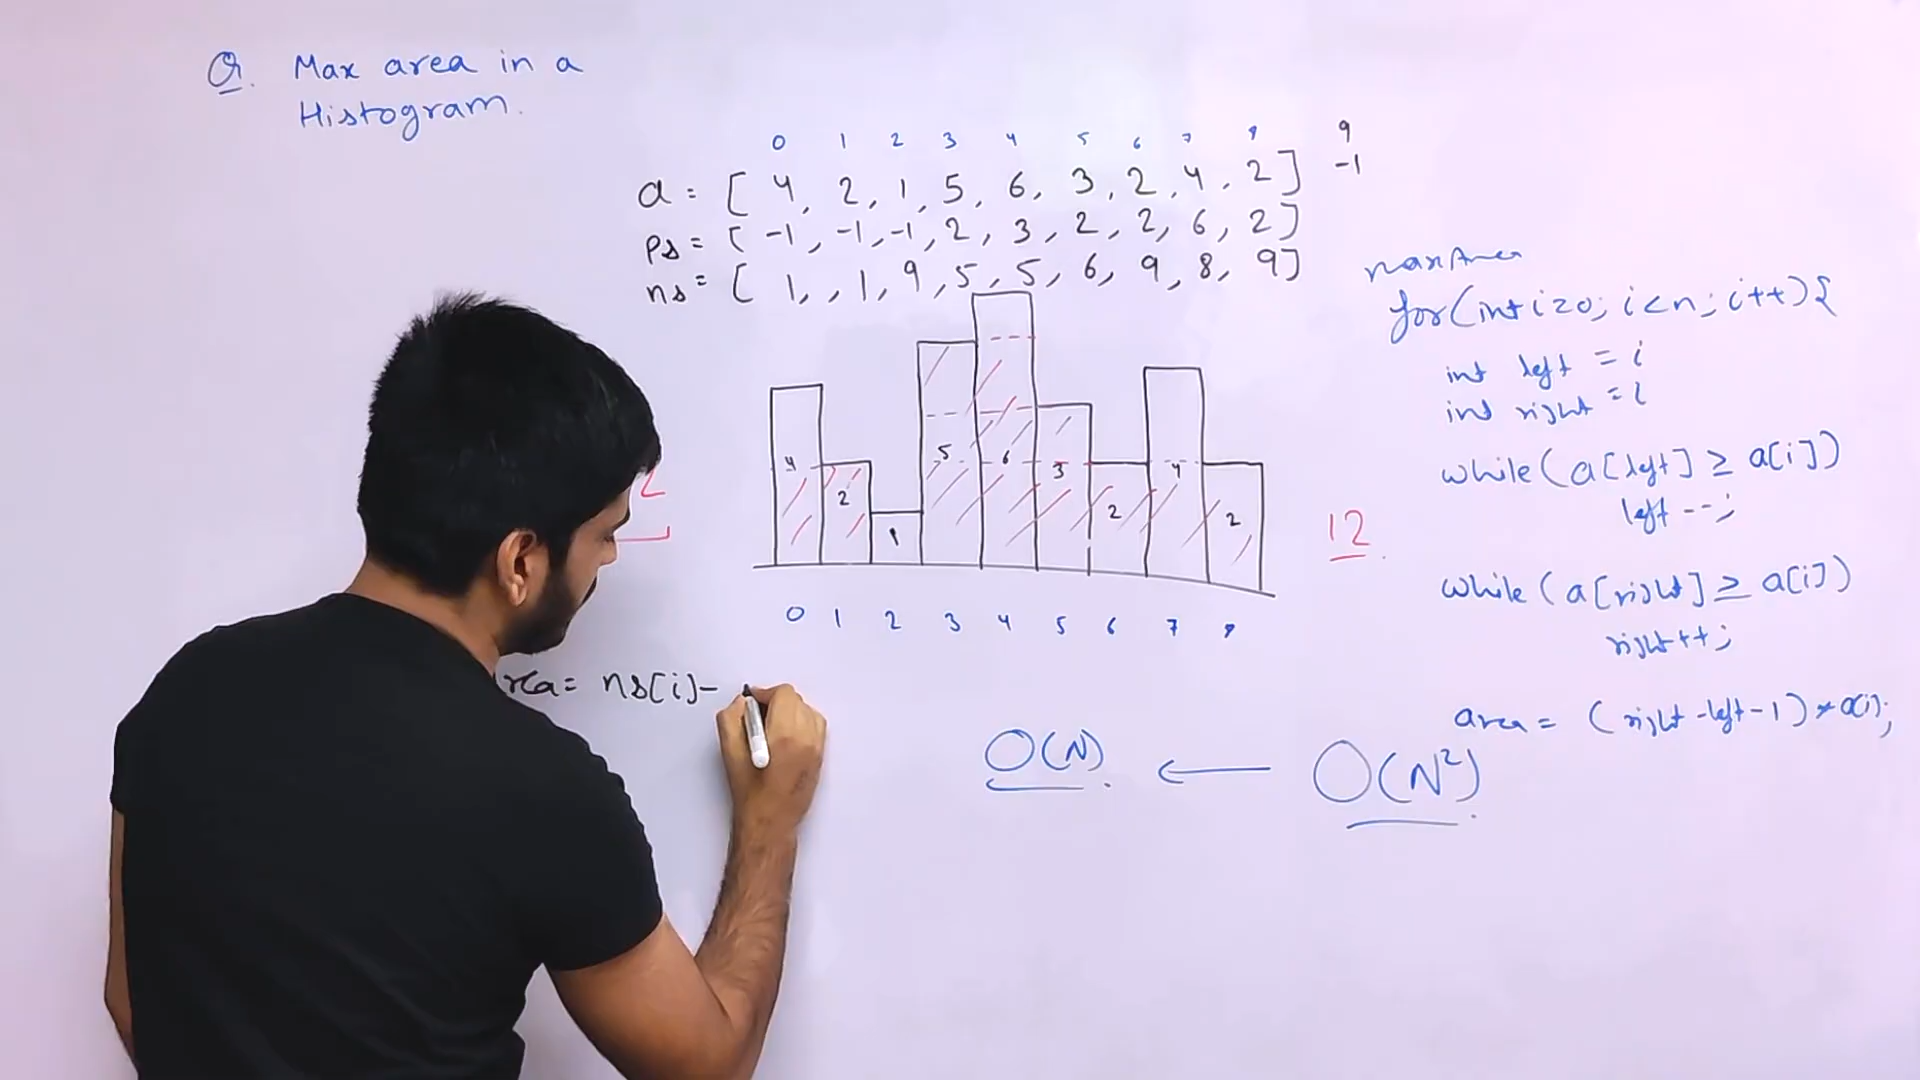 Q. Max area in a
Histogram.
0 1 2 3 4 5 6 7 8 9
a = [ 4, 2, 1, 5, 6, 3, 2, 4, 2 ] -1
ps = [ -1, -1, -1, 2, 3, 2, 2, 6, 2 ]
ns = [ 1, , 1, 9, 5, 5, 6, 9, 8, 9 ]
4 2 1 5 6 3 2 4 2
0 1 2 3 4 5 6 7 8
12.
maxArea
for(int i=0; i<n; i++){
int left = i
int right = i
while( a[left] ≥ a[i])
left --;
while( a[right] ≥ a[i])
right++;
area = (right-left-1)*a[i];
rea = ns[i]-
O(N). ← O(N²).